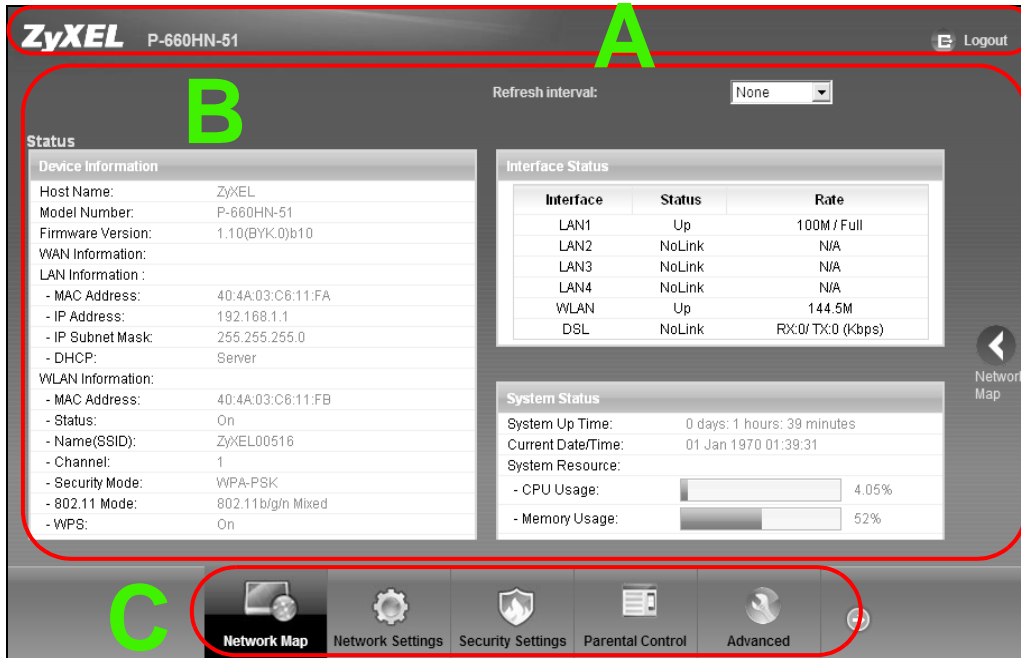 A
ZyXEL P-660HN-51
Logout
B
Refresh interval: None
Status
Device Information
Host Name: ZyXEL
Model Number: P-660HN-51
Firmware Version: 1.10(BYK.0)b10
WAN Information:
LAN Information :
- MAC Address: 40:4A:03:C6:11:FA
- IP Address: 192.168.1.1
- IP Subnet Mask: 255.255.255.0
- DHCP: Server
WLAN Information:
- MAC Address: 40:4A:03:C6:11:FB
- Status: On
- Name(SSID): ZyXEL00516
- Channel: 1
- Security Mode: WPA-PSK
- 802.11 Mode: 802.11b/g/n Mixed
- WPS: On
Interface Status
Interface Status Rate
LAN1 Up 100M / Full
LAN2 NoLink N/A
LAN3 NoLink N/A
LAN4 NoLink N/A
WLAN Up 144.5M
DSL NoLink RX:0/ TX:0 (Kbps)
System Status
System Up Time: 0 days: 1 hours: 39 minutes
Current Date/Time: 01 Jan 1970 01:39:31
System Resource:
- CPU Usage: 4.05%
- Memory Usage: 52%
Network
Map
C
Network Map Network Settings Security Settings Parental Control Advanced